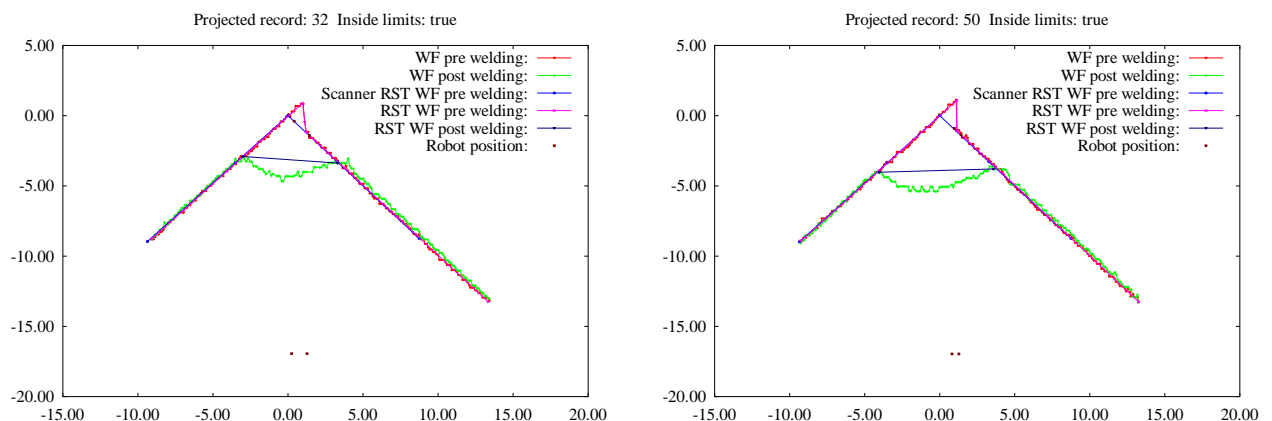 Projected record: 32 Inside limits: true
5.00
0.00
-5.00
-10.00
-15.00
-20.00
-15.00 -10.00 -5.00 0.00 5.00 10.00 15.00 20.00
WF pre welding:
WF post welding:
Scanner RST WF pre welding:
RST WF pre welding:
RST WF post welding:
Robot position:
Projected record: 50 Inside limits: true
5.00
0.00
-5.00
-10.00
-15.00
-20.00
-15.00 -10.00 -5.00 0.00 5.00 10.00 15.00 20.00
WF pre welding:
WF post welding:
Scanner RST WF pre welding:
RST WF pre welding:
RST WF post welding:
Robot position: